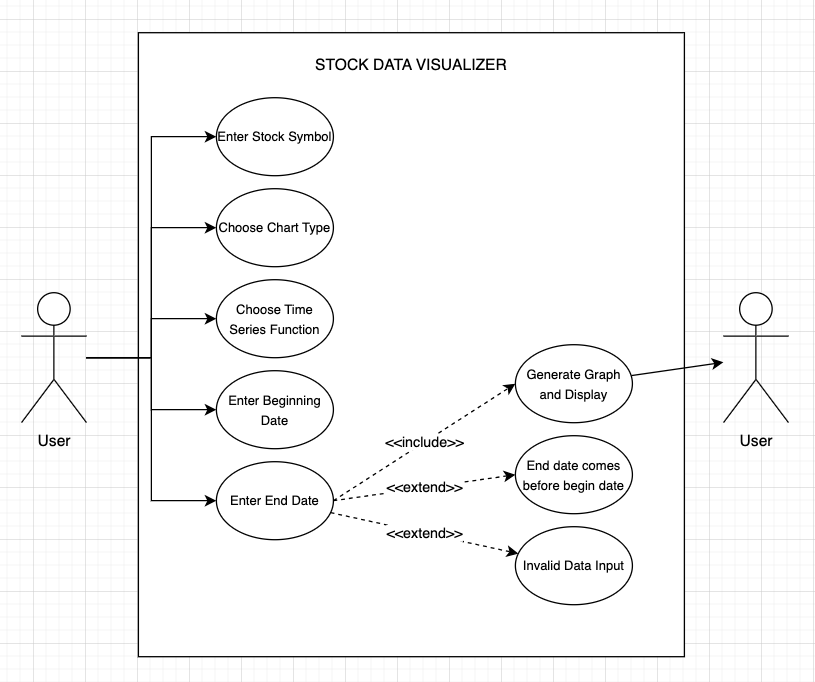 STOCK DATA VISUALIZER
Enter Stock Symbol
Choose Chart Type
Choose Time
Series Function
Enter Beginning
Date
Enter End Date
<<include>>
<<extend>>
<<extend>>
Generate Graph
and Display
End date comes
before begin date
Invalid Data Input
User
User